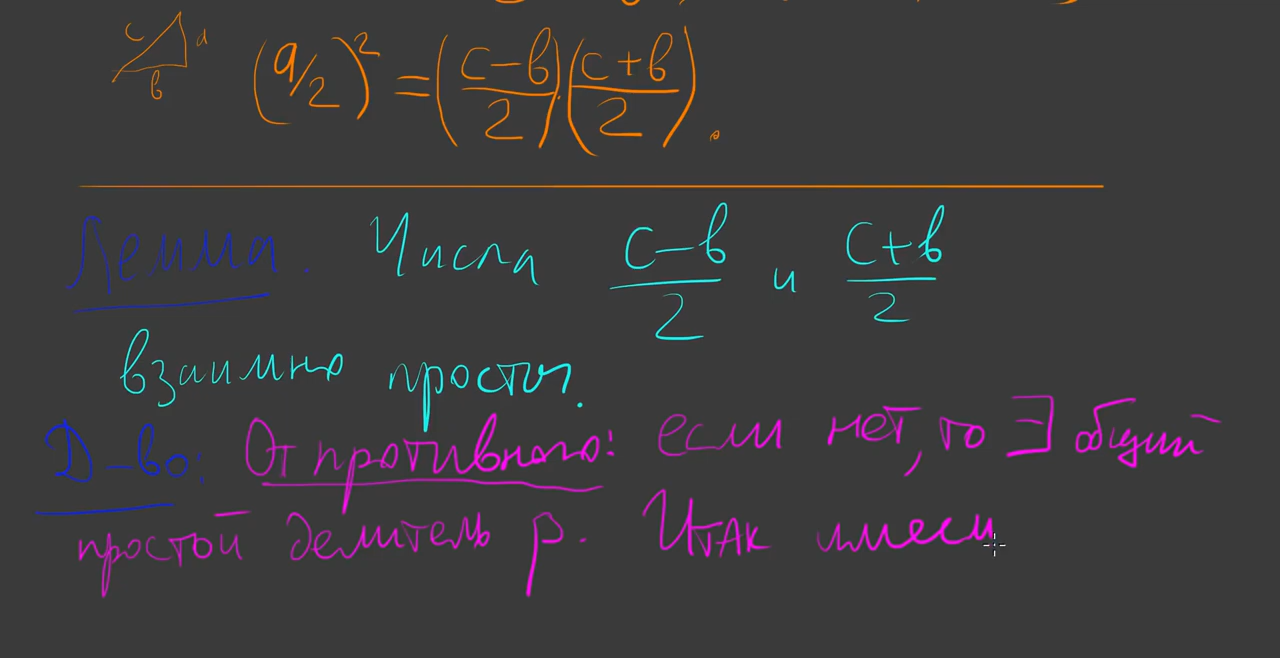 c a в (a/2)² = ((c-в)/2)·((c+в)/2).
Лемма. Числа (c-в)/2 и (c+в)/2
взаимно просты.
Д-во: От противного: если нет, то ∃ общий
простой делитель p. Итак имеем